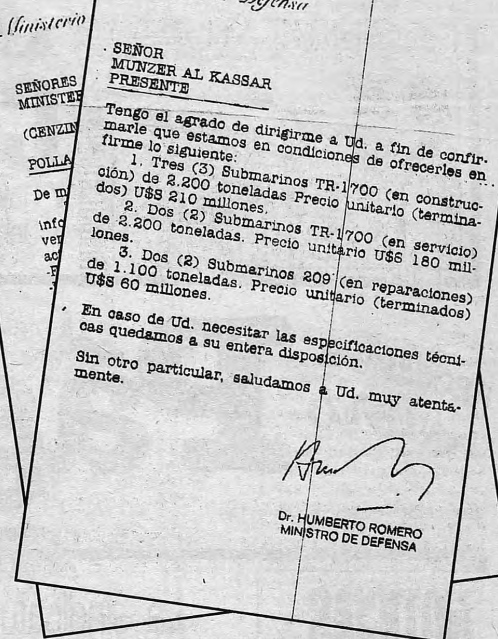 Ministerio
Defensa
SEÑORES
MINISTE
(CENZIN
POLLA
De m
info
ver
SEÑOR
MUNZER AL KASSAR
PRESENTE
Tengo el agrado de dirigirme a Ud. a fin de confir-
marle que estamos en condiciones de ofrecerles en
firme lo siguiente:
1. Tres (3) Submarinos TR-1700 (en construc-
ción) de 2.200 toneladas Precio unitario (termina-
dos) U$S 210 millones.
2. Dos (2) Submarinos TR-1700 (en servicio)
de 2.200 toneladas. Precio unitario U$S 180 mil-
lones.
3. Dos (2) Submarinos 209 (en reparaciones)
de 1.100 toneladas. Precio unitario (terminados)
U$S 60 millones.
En caso de Ud. necesitar las especificaciones técni-
cas quedamos a su entera disposición.
Sin otro particular, saludamos a Ud. muy atenta-
mente.
Dr. HUMBERTO ROMERO
MINISTRO DE DEFENSA